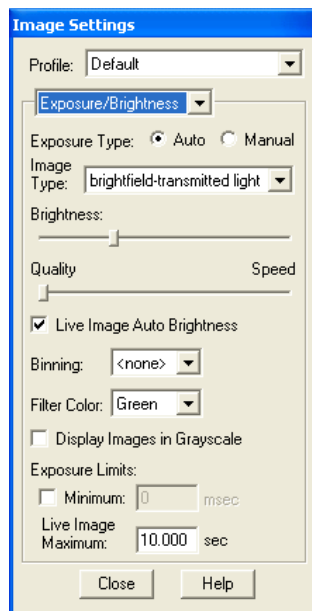 Image Settings
Profile: Default
Exposure/Brightness
Exposure Type: Auto Manual
Image
Type: brightfield-transmitted light
Brightness:
Quality Speed
Live Image Auto Brightness
Binning: <none>
Filter Color: Green
Display Images in Grayscale
Exposure Limits:
Minimum: 0 msec
Live Image
Maximum: 10.000 sec
Close Help